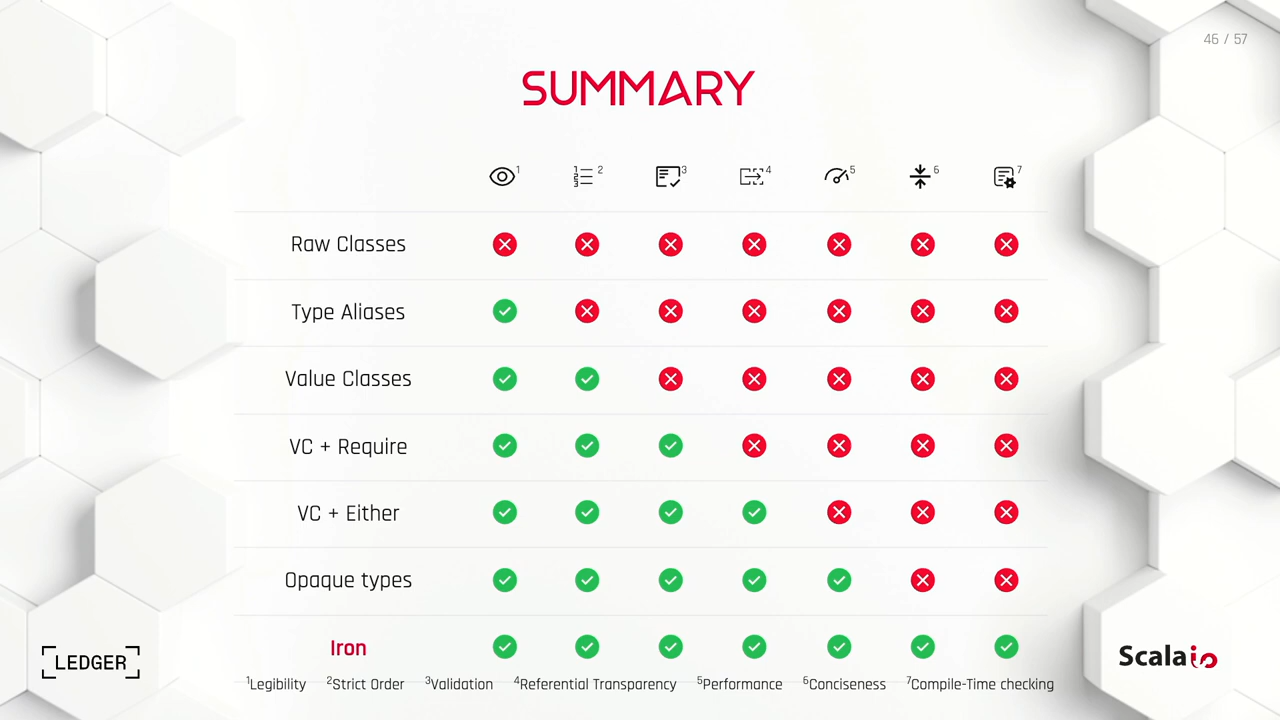 46 / 57
SUMMARY
1 2 3 4 5 6 7
Raw Classes
Type Aliases
Value Classes
VC + Require
VC + Either
Opaque types
Iron
1Legibility 2Strict Order 3Validation 4Referential Transparency 5Performance 6Conciseness 7Compile-Time checking
LEDGER
Scalaio